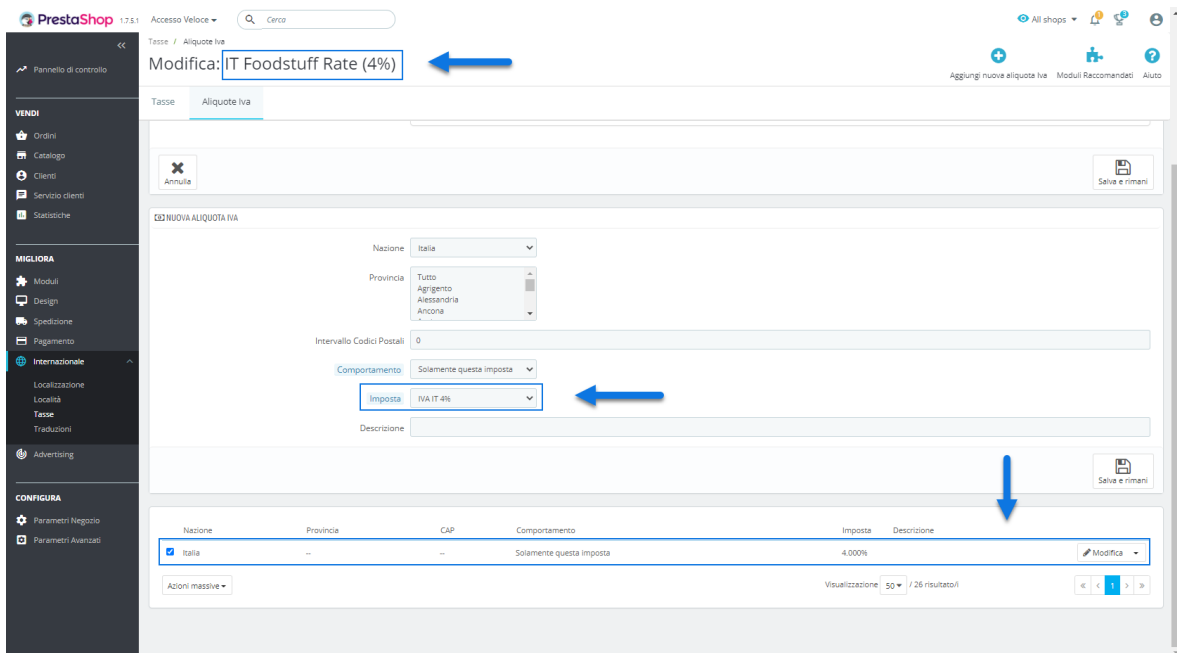 PrestaShop 1.7.5.1 Accesso Veloce Cerca All shops 1 3
Tasse / Aliquote Iva
Modifica: IT Foodstuff Rate (4%)
Aggiungi nuova aliquota Iva Moduli Raccomandati Aiuto
Tasse Aliquote Iva
Pannello di controllo
VENDI
Ordini
Catalogo
Clienti
Servizio clienti
Statistiche
MIGLIORA
Moduli
Design
Spedizione
Pagamento
Internazionale
Localizzazione
Località
Tasse
Traduzioni
Advertising
CONFIGURA
Parametri Negozio
Parametri Avanzati
Annulla Salva e rimani
NUOVA ALIQUOTA IVA
Nazione Italia
Provincia Tutto
Agrigento
Alessandria
Ancona
Intervallo Codici Postali 0
Comportamento Solamente questa imposta
Imposta IVA IT 4%
Descrizione
Salva e rimani
Nazione Provincia CAP Comportamento Imposta Descrizione
Italia -- -- Solamente questa imposta 4.000% Modifica
Azioni massive Visualizzazione 50 / 26 risultato/i « < 1 > »